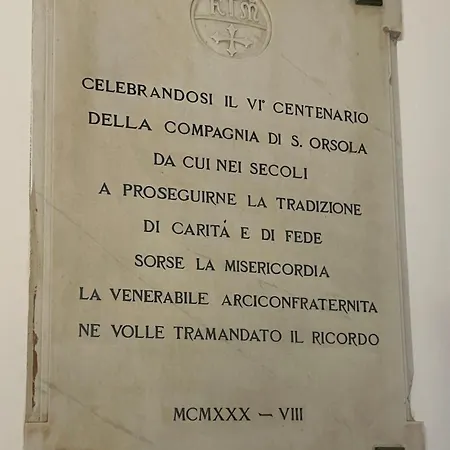 F I M
CELEBRANDOSI IL VI° CENTENARIO
DELLA COMPAGNIA DI S. ORSOLA
DA CUI NEI SECOLI
A PROSEGUIRNE LA TRADIZIONE
DI CARITÁ E DI FEDE
SORSE LA MISERICORDIA
LA VENERABILE ARCICONFRATERNITA
NE VOLLE TRAMANDATO IL RICORDO
MCMXXX – VIII